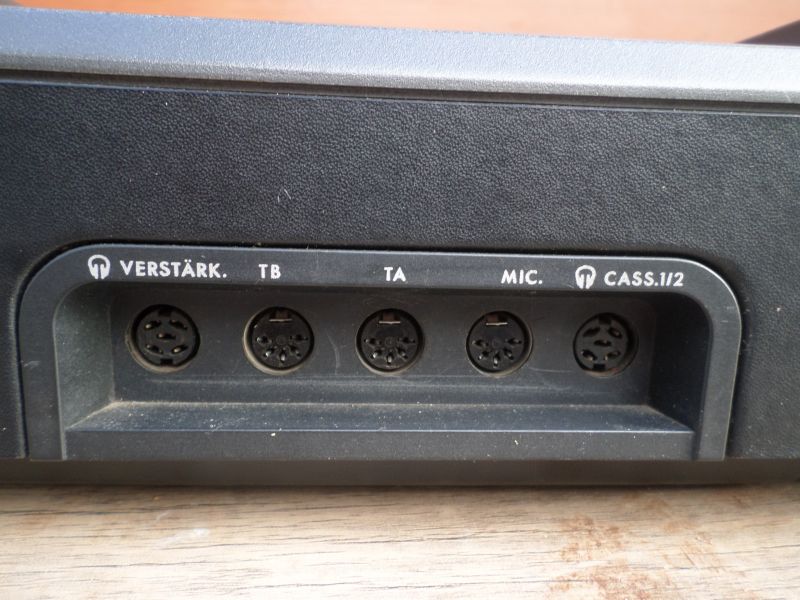 VERSTÄRK. TB TA MIC. CASS.1/2